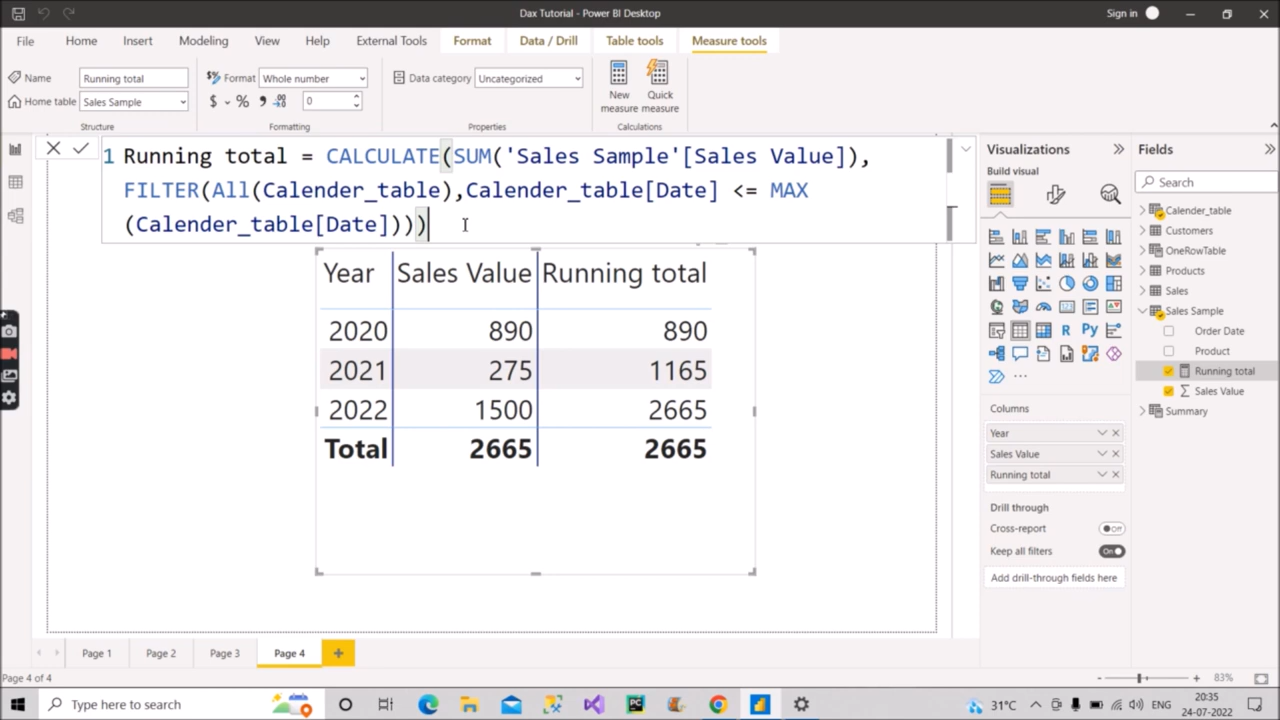 Dax Tutorial - Power BI Desktop
Sign in
File Home Insert Modeling View Help External Tools Format Data / Drill Table tools Measure tools
Name Running total
Format Whole number
Data category Uncategorized
Home table Sales Sample
$ % 0
New measure
Quick measure
Structure Formatting Properties Calculations
1 Running total = CALCULATE(SUM('Sales Sample'[Sales Value]),
FILTER(All(Calender_table),Calender_table[Date] <= MAX
(Calender_table[Date])))
Year Sales Value Running total
2020 890 890
2021 275 1165
2022 1500 2665
Total 2665 2665
Visualizations
Build visual
R Py
Columns
Year
Sales Value
Running total
Drill through
Cross-report Off
Keep all filters On
Add drill-through fields here
Fields
Search
Calender_table
Customers
OneRowTable
Products
Sales
Sales Sample
Order Date
Product
Running total
Sales Value
Summary
Page 1 Page 2 Page 3 Page 4
Page 4 of 4
83%
Type here to search
31°C
ENG
20:35
24-07-2022